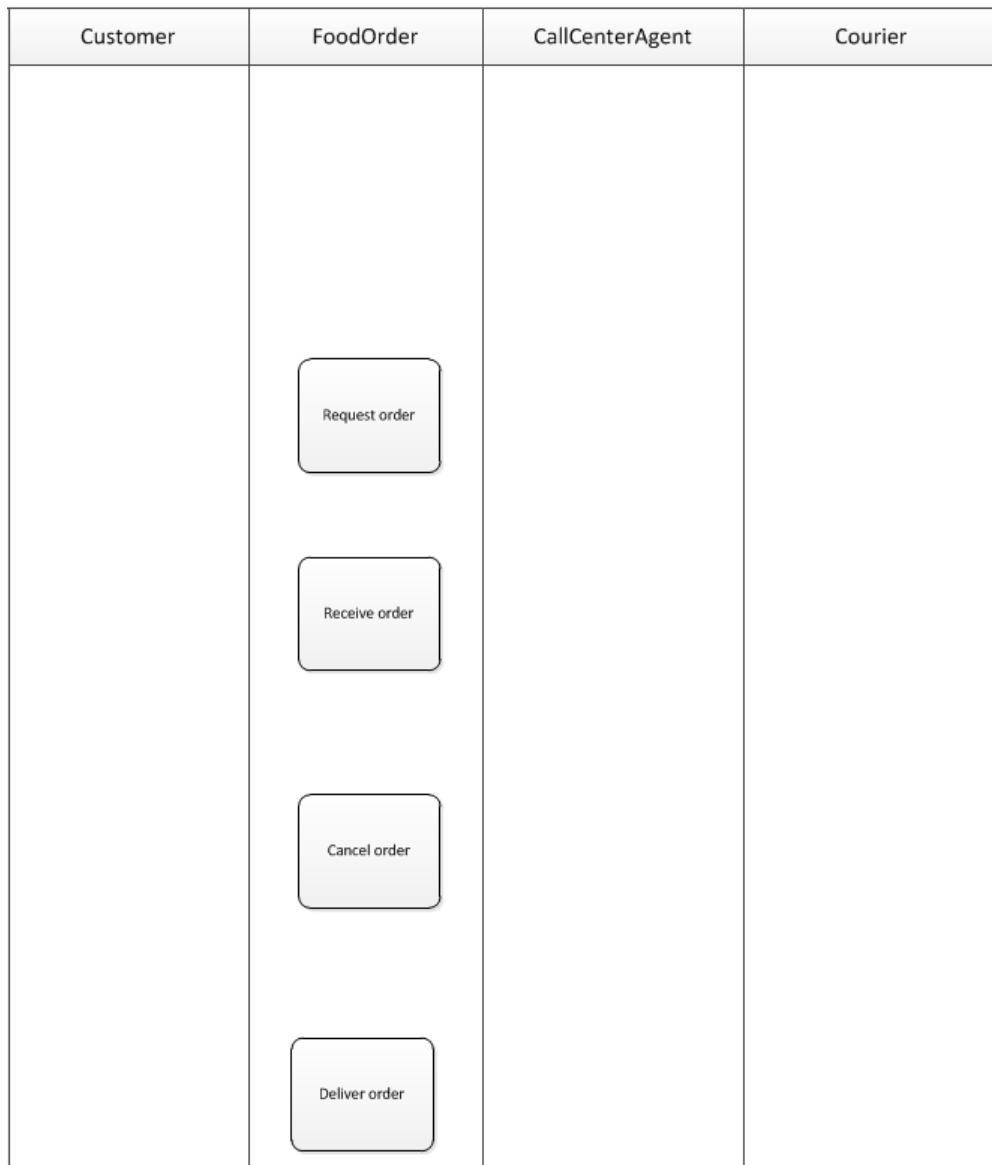 Customer
FoodOrder
CallCenterAgent
Courier
Request order
Receive order
Cancel order
Deliver order